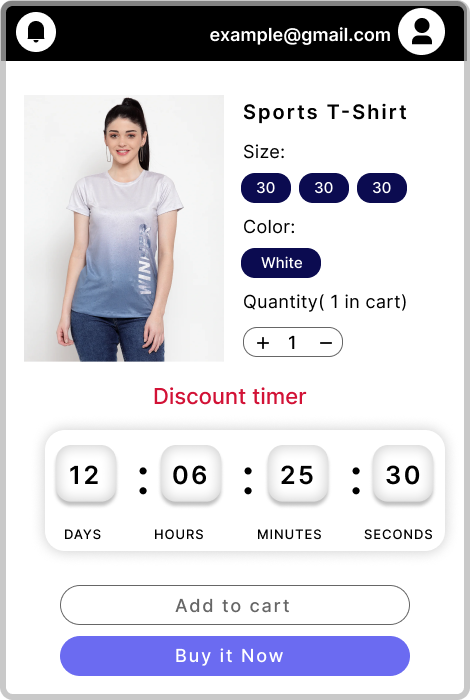 example@gmail.com
Sports T-Shirt
Size:
30 30 30
Color:
White
Quantity( 1 in cart)
+ 1 −
WINNER
Discount timer
12 : 06 : 25 : 30
DAYS HOURS MINUTES SECONDS
Add to cart
Buy it Now